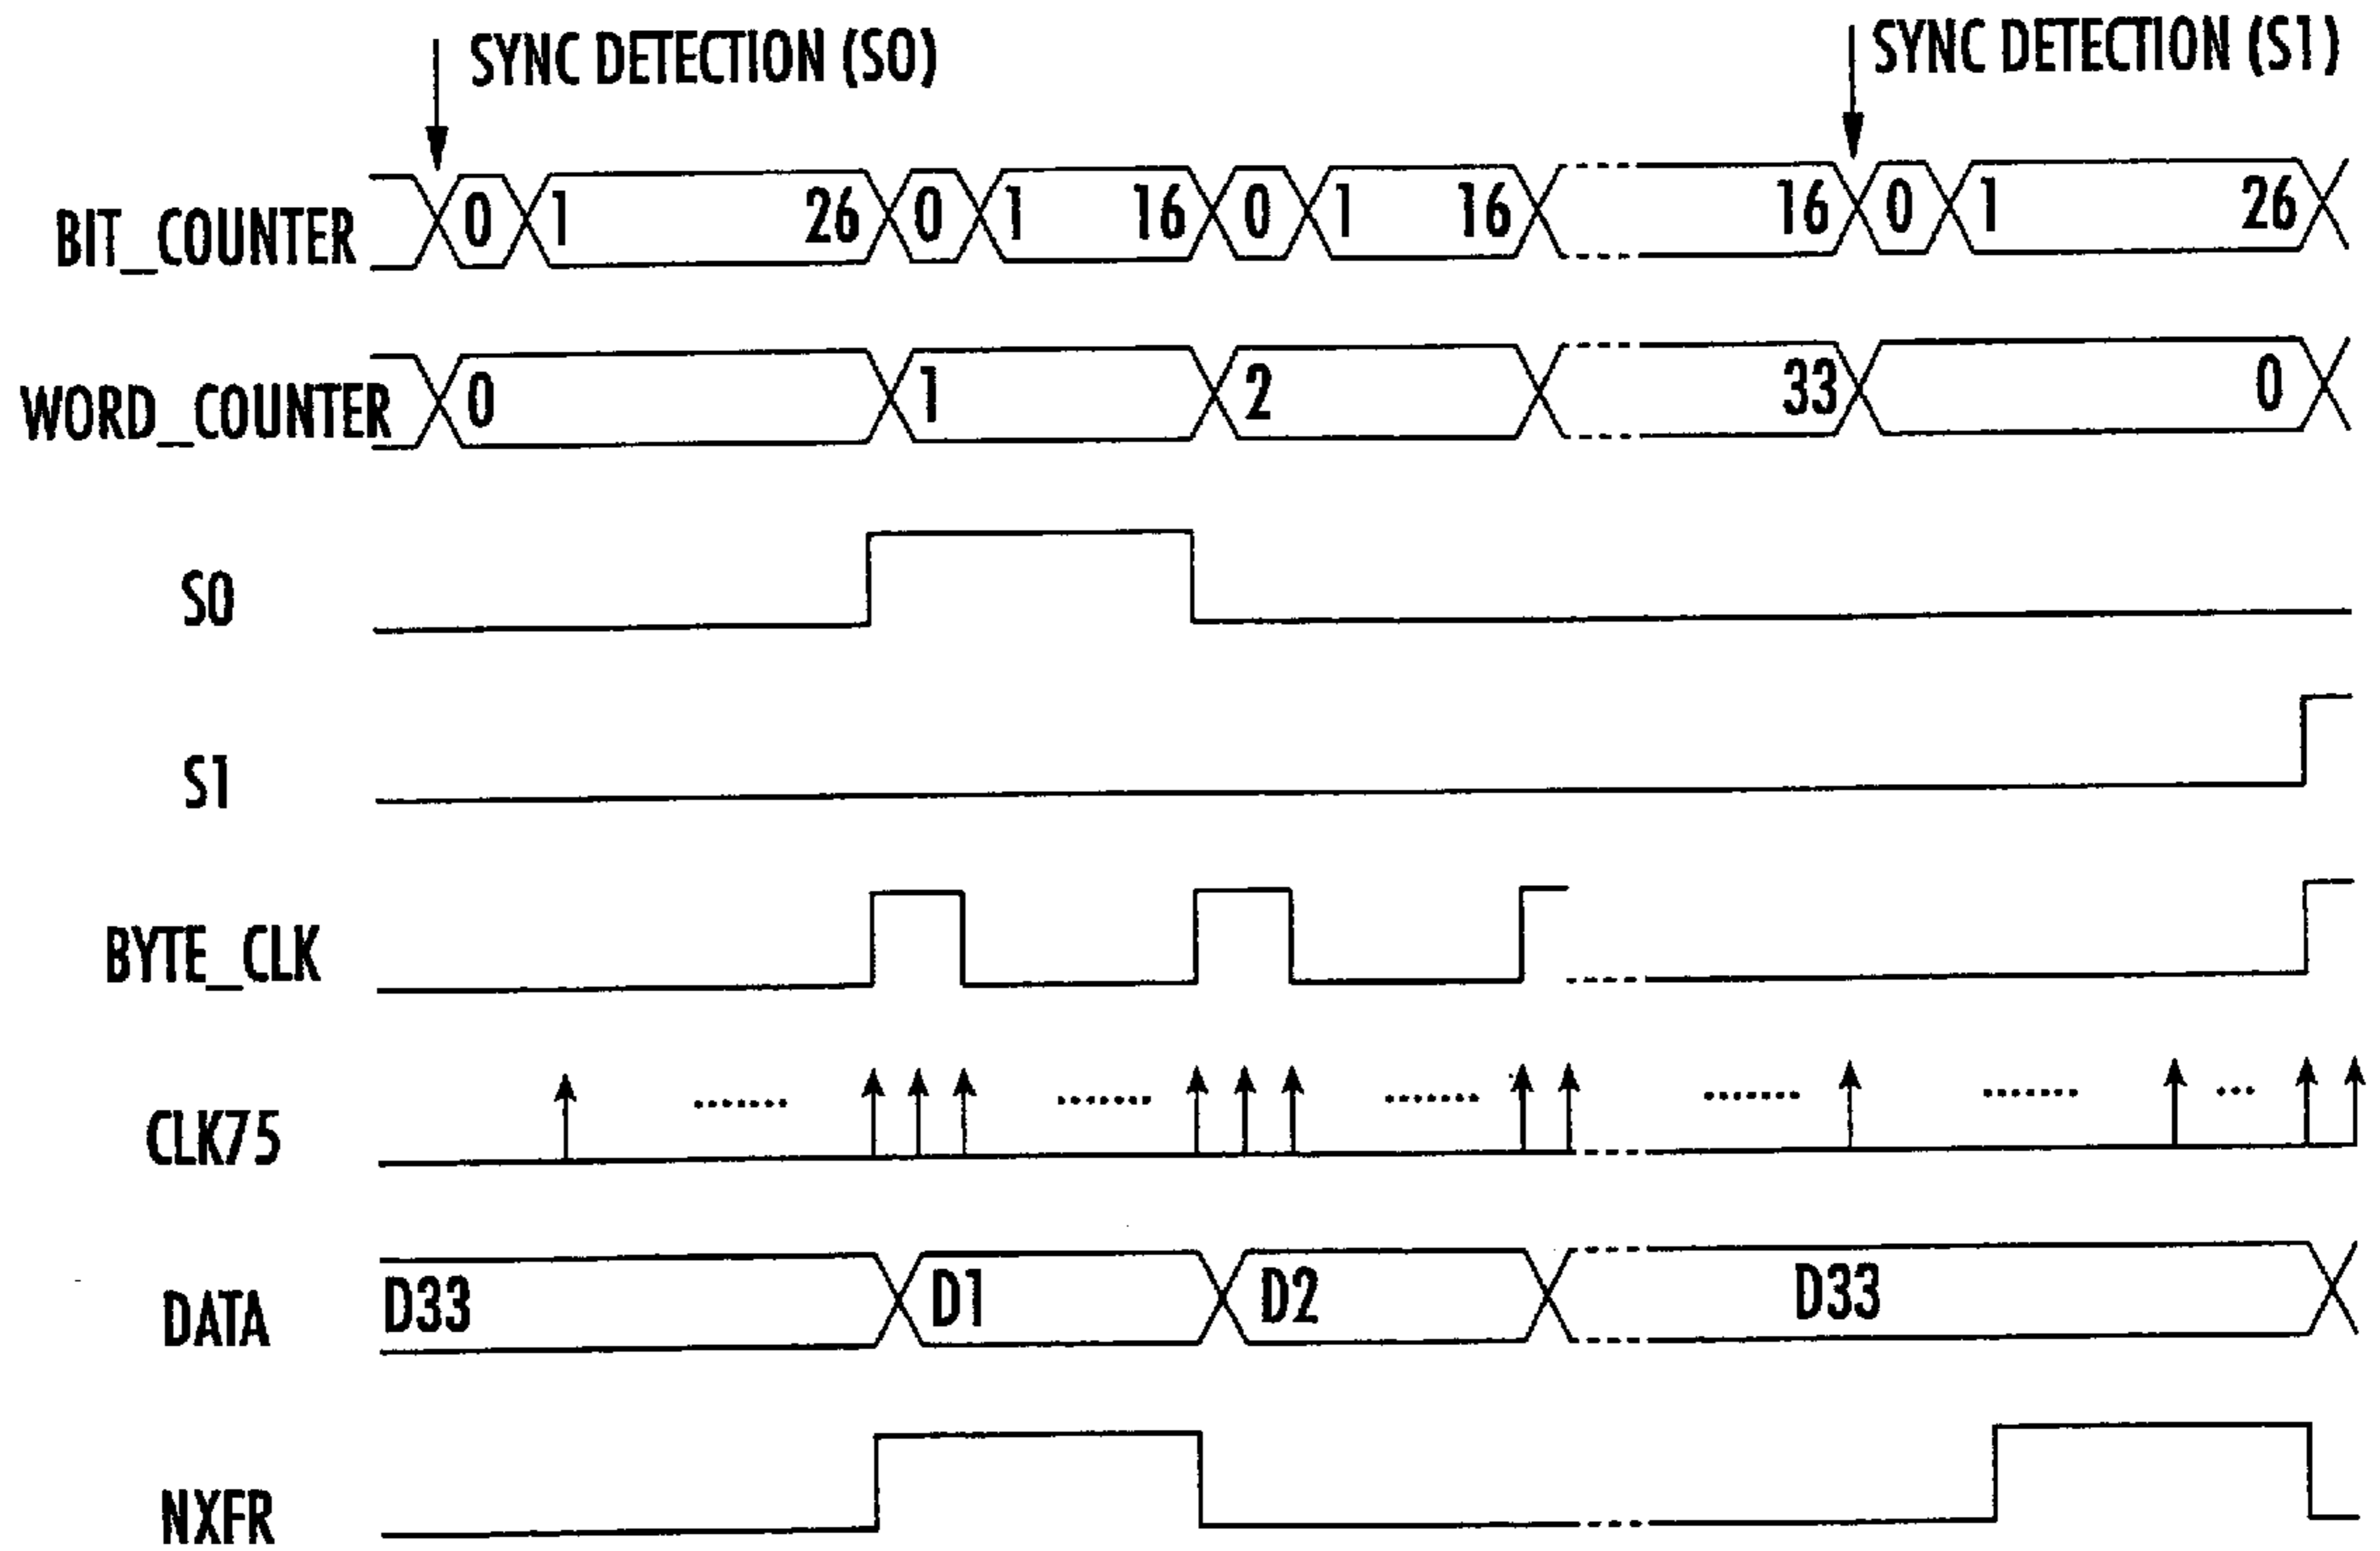 SYNC DETECTION (S0) SYNC DETECTION (S1)
BIT_COUNTER 0 1 26 0 1 16 0 1 16 16 0 1 26
WORD_COUNTER 0 1 2 33 0
S0
S1
BYTE_CLK
CLK75
DATA D33 D1 D2 D33
NXFR